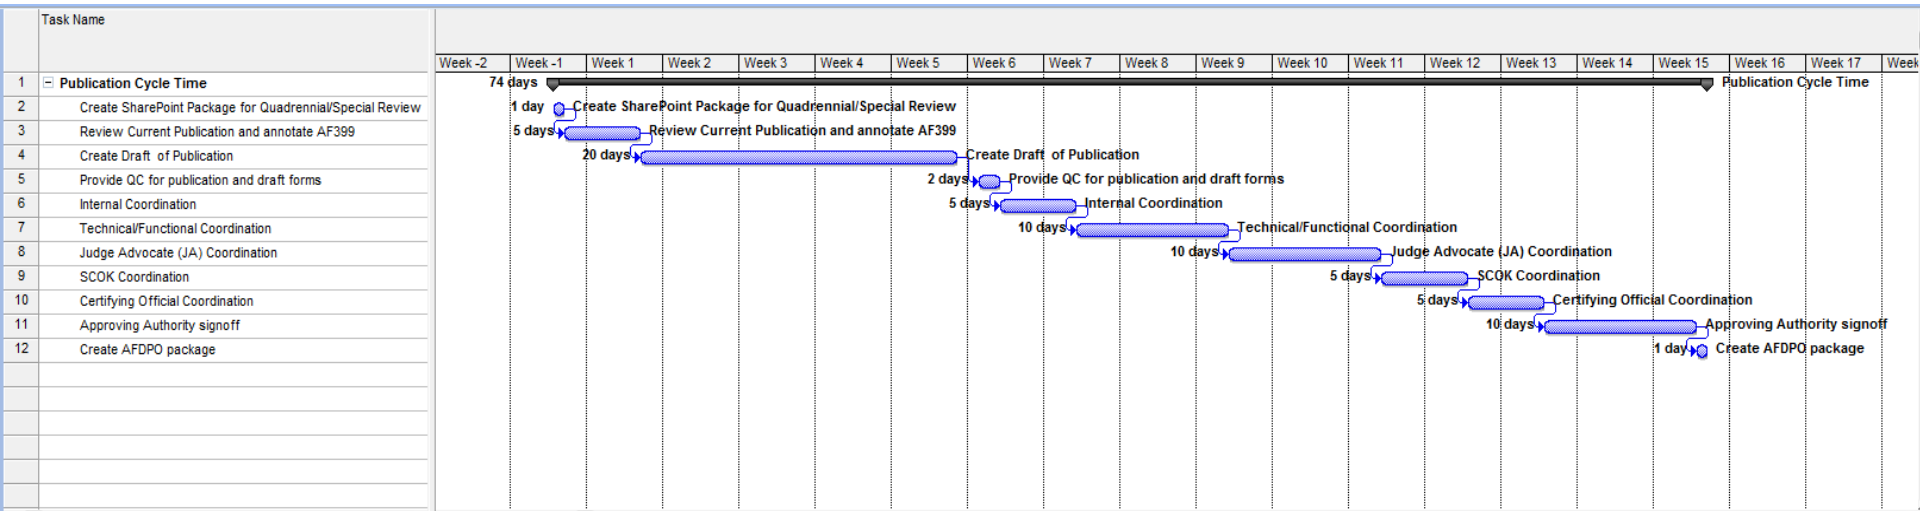 Task Name
Week -2 Week -1 Week 1 Week 2 Week 3 Week 4 Week 5 Week 6 Week 7 Week 8 Week 9 Week 10 Week 11 Week 12 Week 13 Week 14 Week 15 Week 16 Week 17 Week
1 Publication Cycle Time 74 days Publication Cycle Time
2 Create SharePoint Package for Quadrennial/Special Review 1 day Create SharePoint Package for Quadrennial/Special Review
3 Review Current Publication and annotate AF399 5 days Review Current Publication and annotate AF399
4 Create Draft of Publication 20 days Create Draft of Publication
5 Provide QC for publication and draft forms 2 days Provide QC for publication and draft forms
6 Internal Coordination 5 days Internal Coordination
7 Technical/Functional Coordination 10 days Technical/Functional Coordination
8 Judge Advocate (JA) Coordination 10 days Judge Advocate (JA) Coordination
9 SCOK Coordination 5 days SCOK Coordination
10 Certifying Official Coordination 5 days Certifying Official Coordination
11 Approving Authority signoff 10 days Approving Authority signoff
12 Create AFDPO package 1 day Create AFDPO package